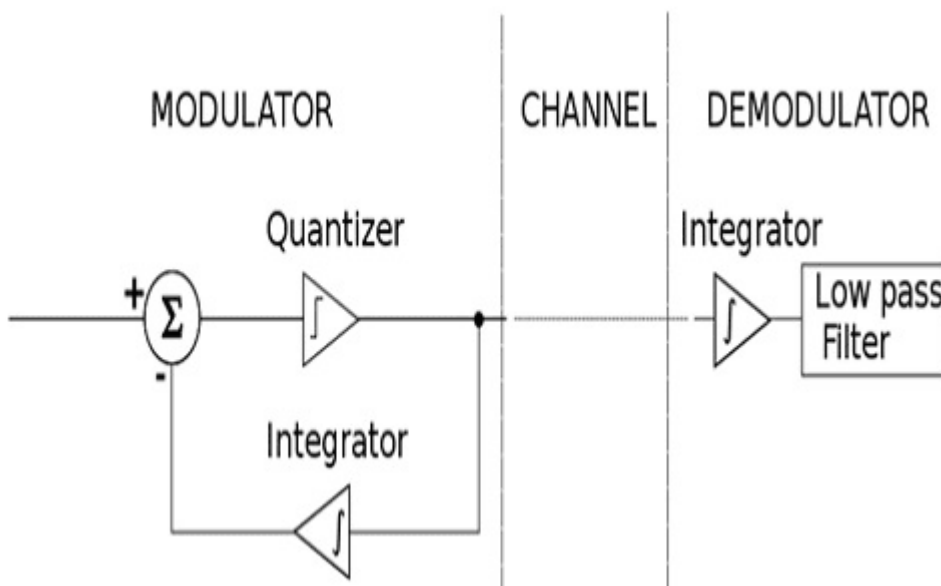 MODULATOR
CHANNEL
DEMODULATOR
Quantizer
Integrator
+
Σ
-
∫
Low pass
Filter
Integrator
∫